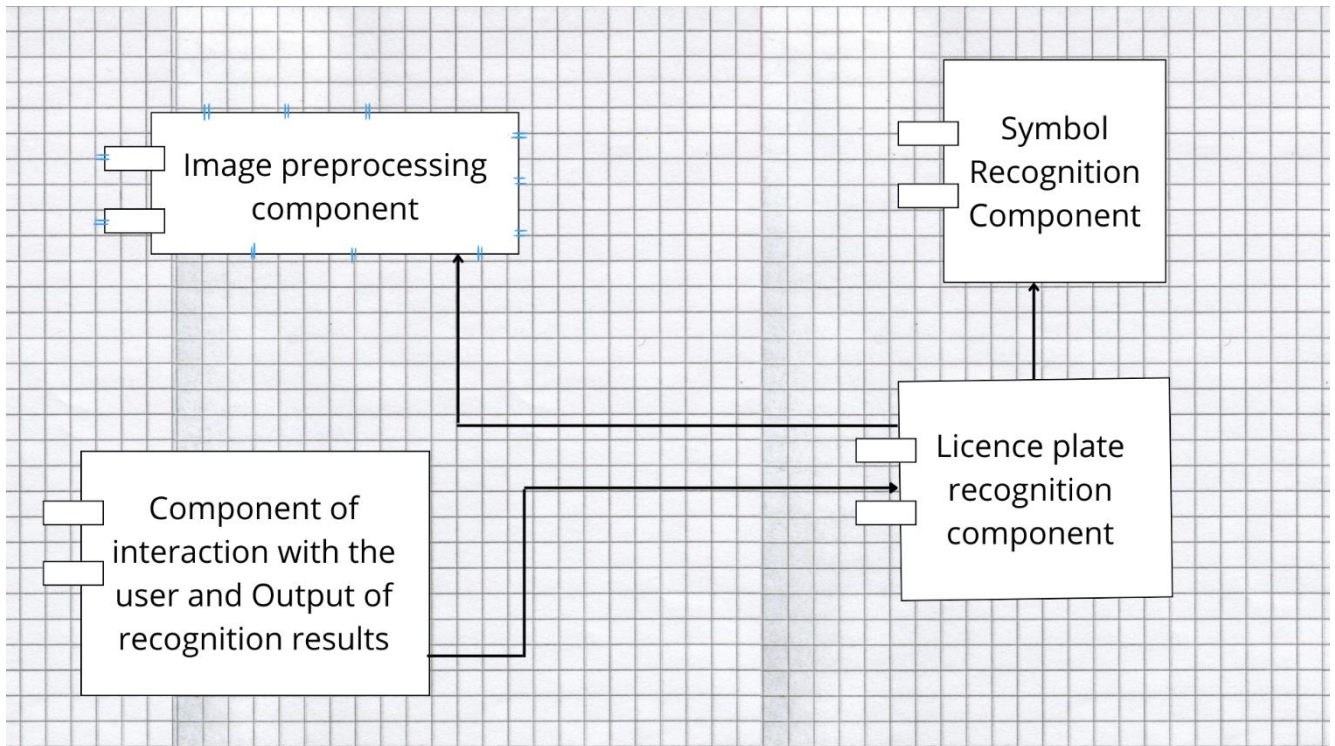 Image preprocessing
component
Symbol
Recognition
Component
Licence plate
recognition
component
Component of
interaction with the
user and Output of
recognition results